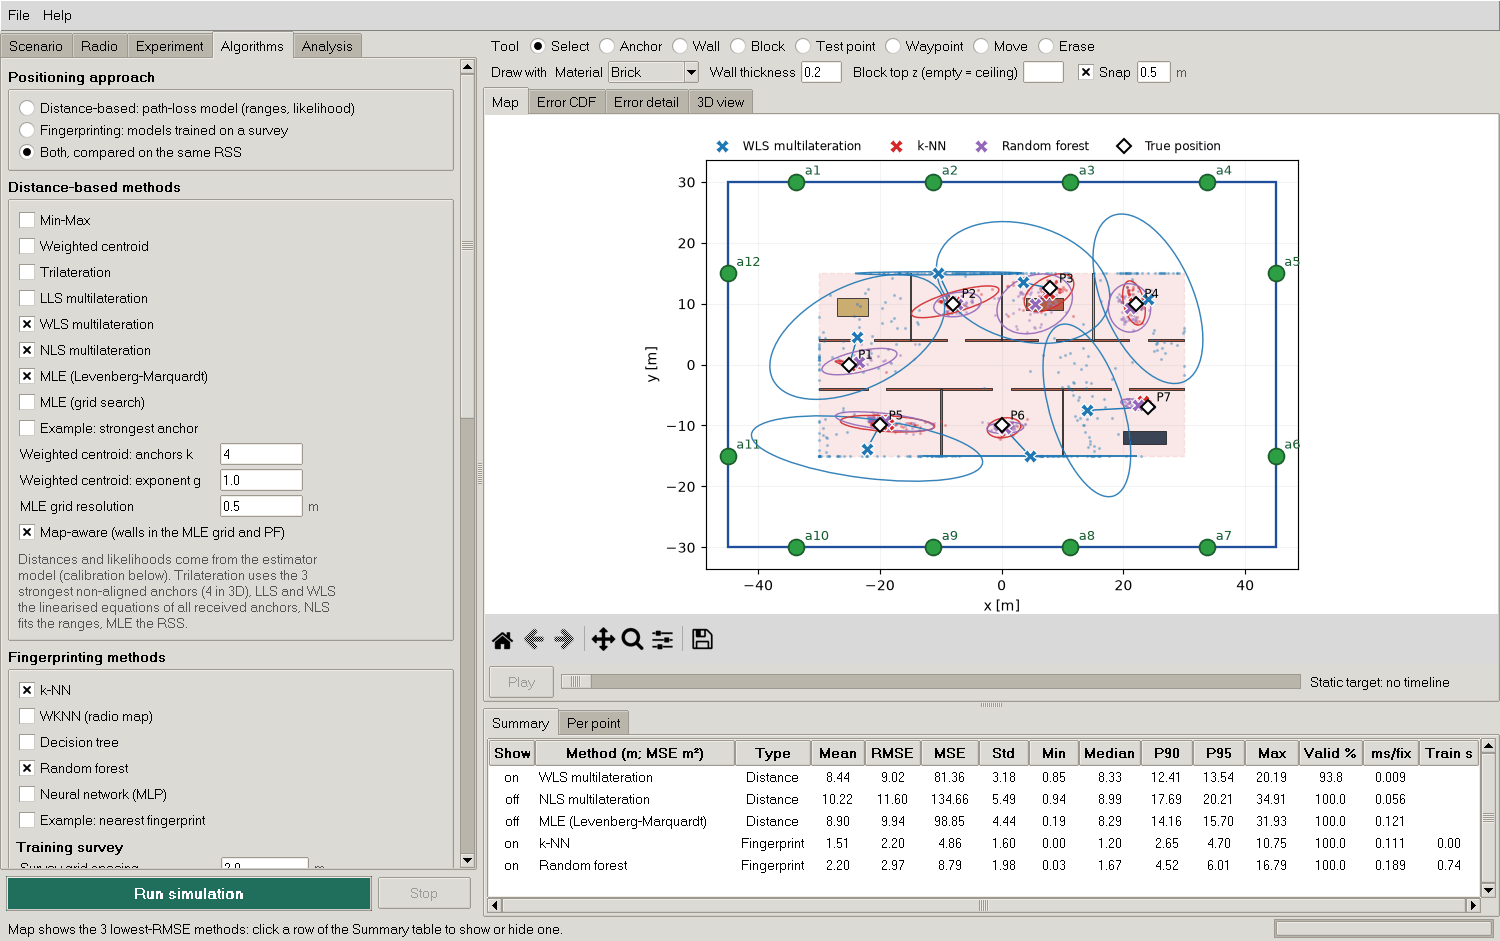 File Help
Scenario Radio Experiment Algorithms Analysis
Positioning approach
Distance-based: path-loss model (ranges, likelihood)
Fingerprinting: models trained on a survey
Both, compared on the same RSS
Distance-based methods
Min-Max
Weighted centroid
Trilateration
LLS multilateration
WLS multilateration
NLS multilateration
MLE (Levenberg-Marquardt)
MLE (grid search)
Example: strongest anchor
Weighted centroid: anchors k 4
Weighted centroid: exponent g 1.0
MLE grid resolution 0.5 m
Map-aware (walls in the MLE grid and PF)
Distances and likelihoods come from the estimator
model (calibration below). Trilateration uses the 3
strongest non-aligned anchors (4 in 3D), LLS and WLS
the linearised equations of all received anchors, NLS
fits the ranges, MLE the RSS.
Fingerprinting methods
k-NN
WKNN (radio map)
Decision tree
Random forest
Neural network (MLP)
Example: nearest fingerprint
Training survey
Run simulation Stop
Tool Select Anchor Wall Block Test point Waypoint Move Erase
Draw with Material Brick Wall thickness 0.2 Block top z (empty = ceiling) Snap 0.5 m
Map Error CDF Error detail 3D view
WLS multilateration k-NN Random forest True position
a1 a2 a3 a4
30
20
a12 a5
P3
P2 P4
10
P1
0
y [m]
P7
P5 P6
−10
a11 a6
−20
a10 a9 a8 a7
−30
−40 −20 0 20 40
x [m]
Play Static target: no timeline
Summary Per point
Show Method (m; MSE m²) Type Mean RMSE MSE Std Min Median P90 P95 Max Valid % ms/fix Train s
on WLS multilateration Distance 8.44 9.02 81.36 3.18 0.85 8.33 12.41 13.54 20.19 93.8 0.009
off NLS multilateration Distance 10.22 11.60 134.66 5.49 0.94 8.99 17.69 20.21 34.91 100.0 0.056
off MLE (Levenberg-Marquardt) Distance 8.90 9.94 98.85 4.44 0.19 8.29 14.16 15.70 31.93 100.0 0.121
on k-NN Fingerprint 1.51 2.20 4.86 1.60 0.00 1.20 2.65 4.70 10.75 100.0 0.111 0.00
on Random forest Fingerprint 2.20 2.97 8.79 1.98 0.03 1.67 4.52 6.01 16.79 100.0 0.189 0.74
Map shows the 3 lowest-RMSE methods: click a row of the Summary table to show or hide one.